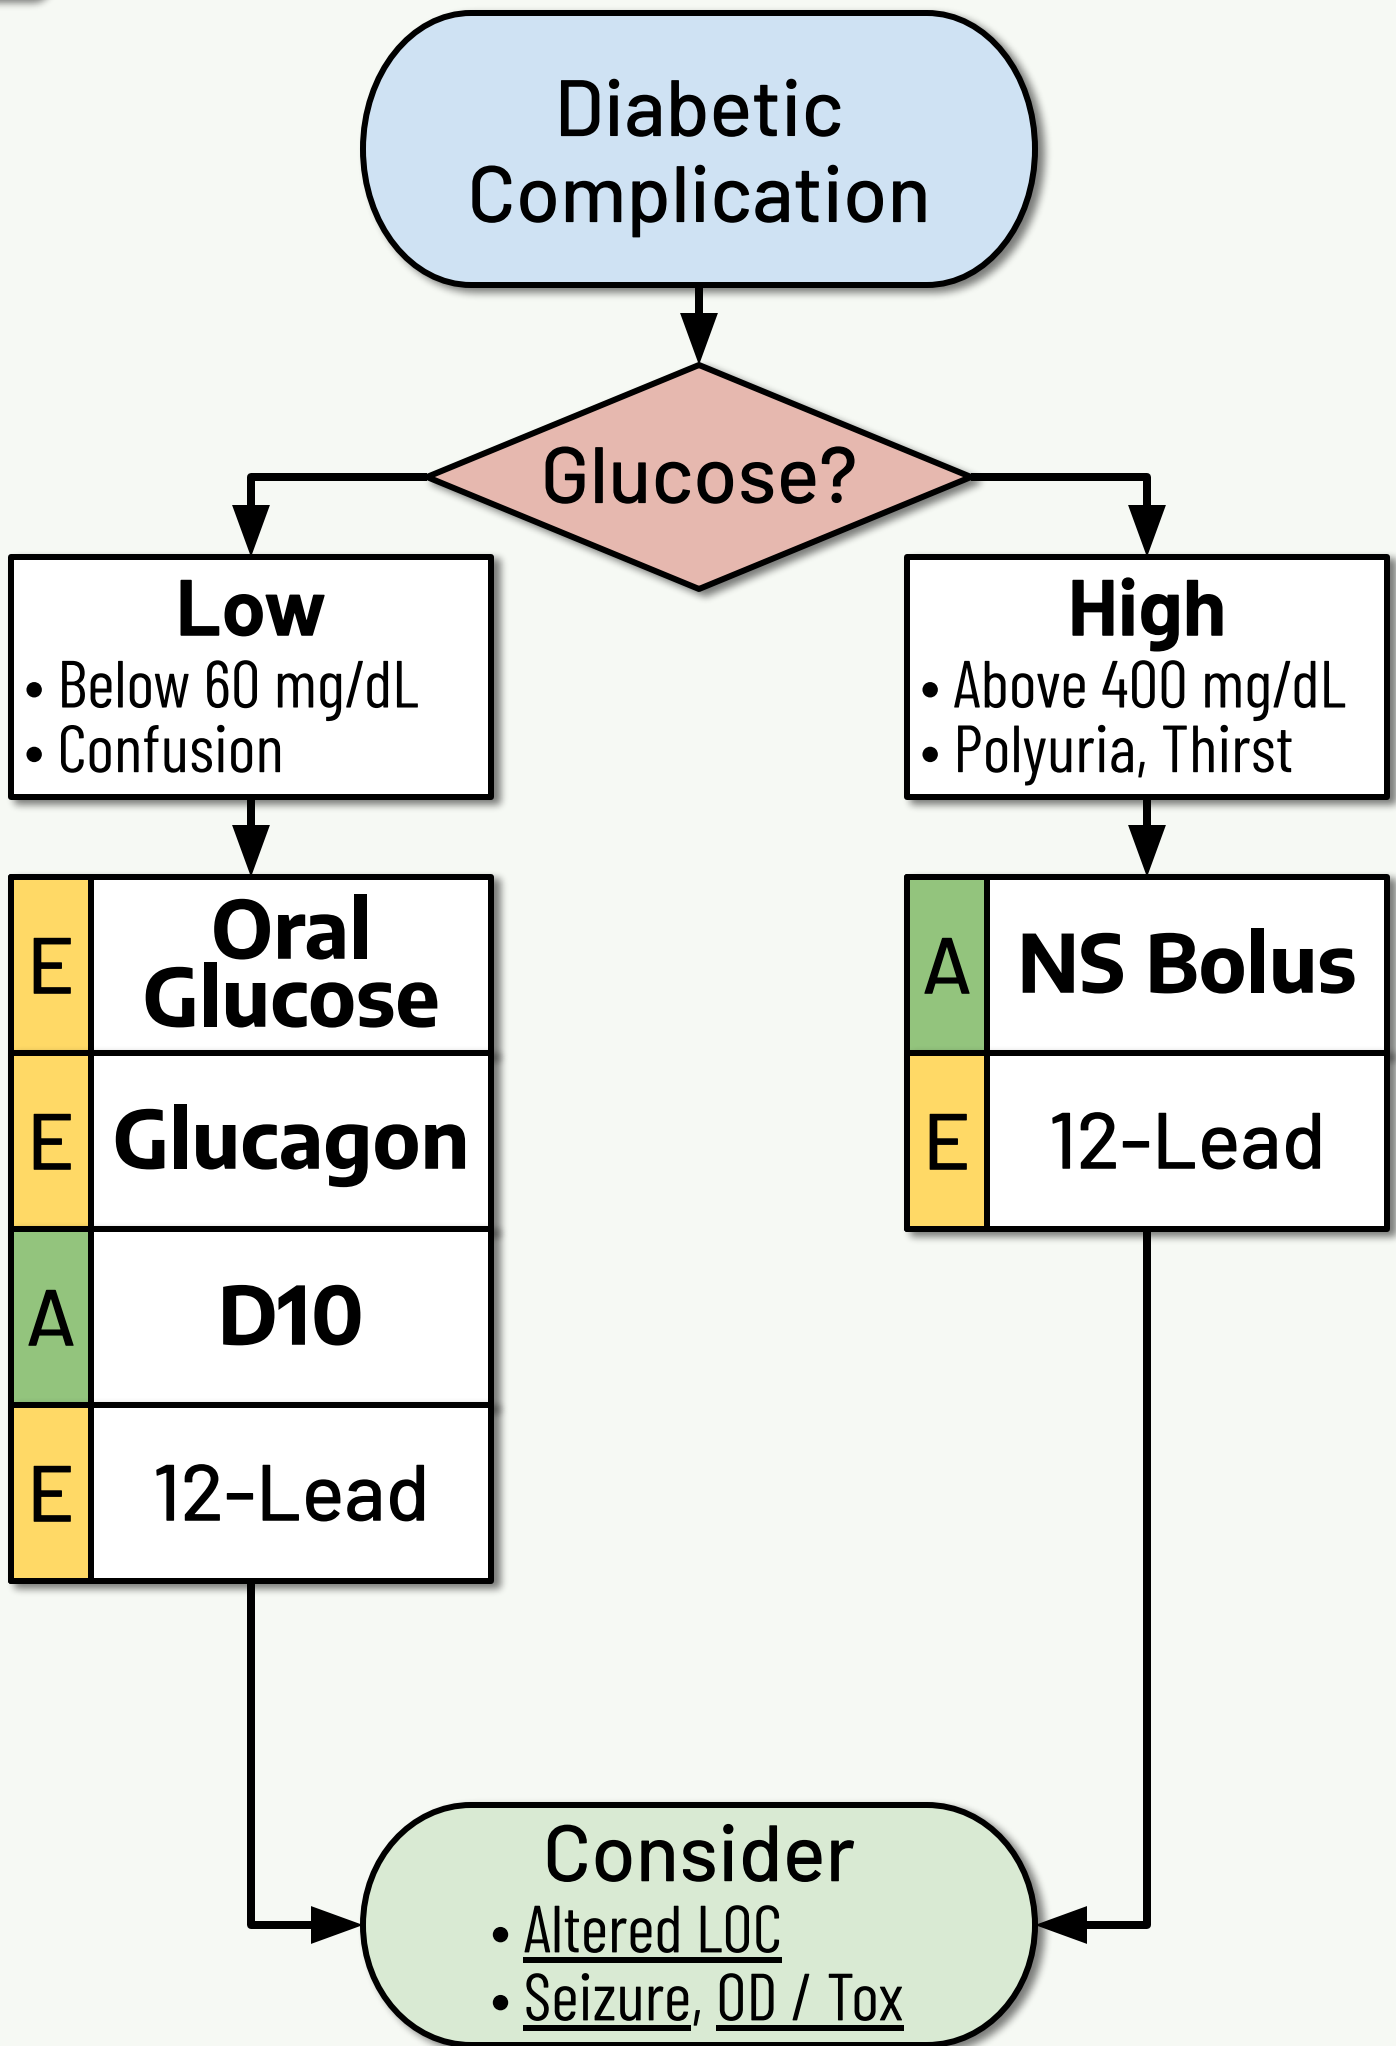 Diabetic
Complication
Glucose?
Low
• Below 60 mg/dL
• Confusion
High
• Above 400 mg/dL
• Polyuria, Thirst
E
Oral
Glucose
E
Glucagon
A
D10
E
12-Lead
A
NS Bolus
E
12-Lead
Consider
• Altered LOC
• Seizure, OD / Tox